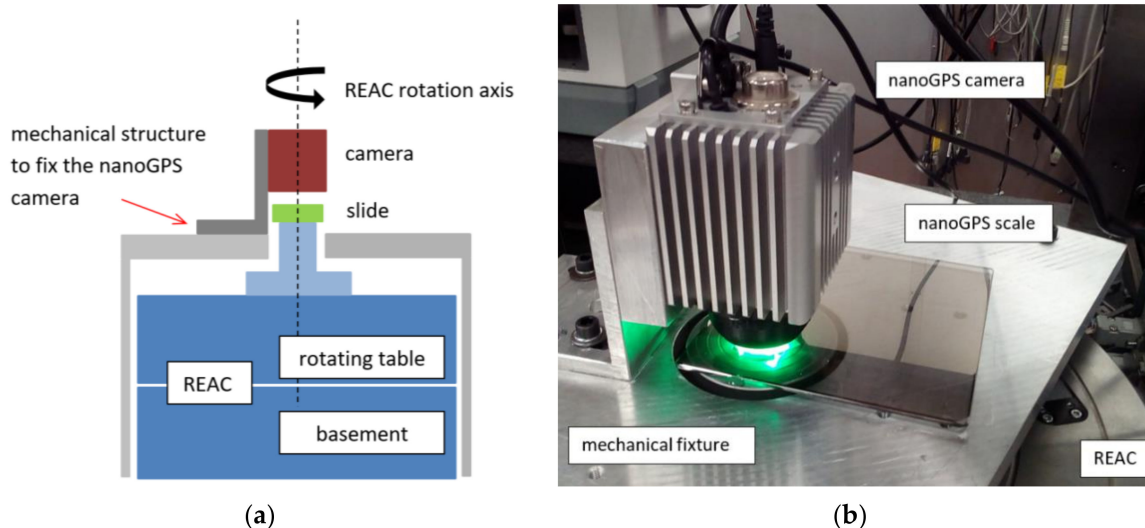 REAC rotation axis
mechanical structure
to fix the nanoGPS
camera
camera
slide
rotating table
REAC
basement
(a)
nanoGPS camera
nanoGPS scale
mechanical fixture
REAC
(b)